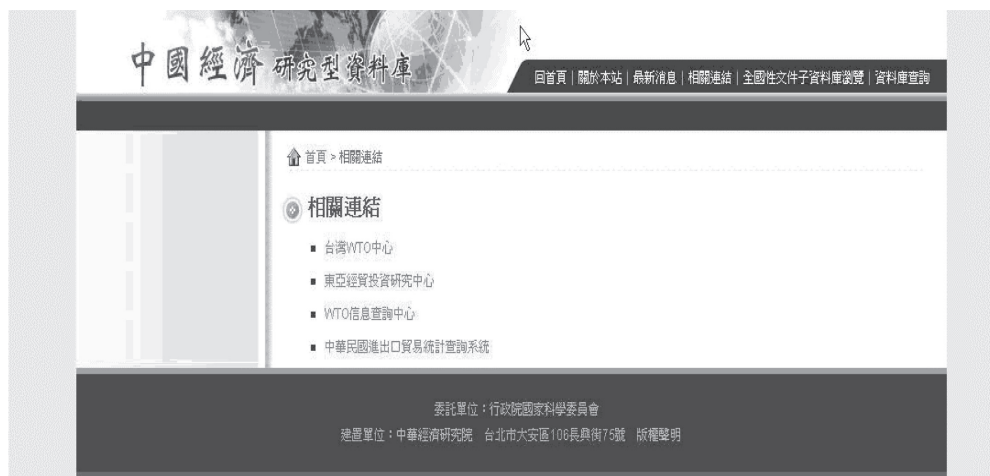 中國經濟研究型資料庫
回首頁｜關於本站｜最新消息｜相關連結｜全國性文件子資料庫瀏覽｜資料庫查詢
首頁 > 相關連結
相關連結
台灣WTO中心
東亞經貿投資研究中心
WTO信息查詢中心
中華民國進出口貿易統計查詢系統
委託單位：行政院國家科學委員會
建置單位：中華經濟研究院 台北市大安區106長興街75號 版權聲明